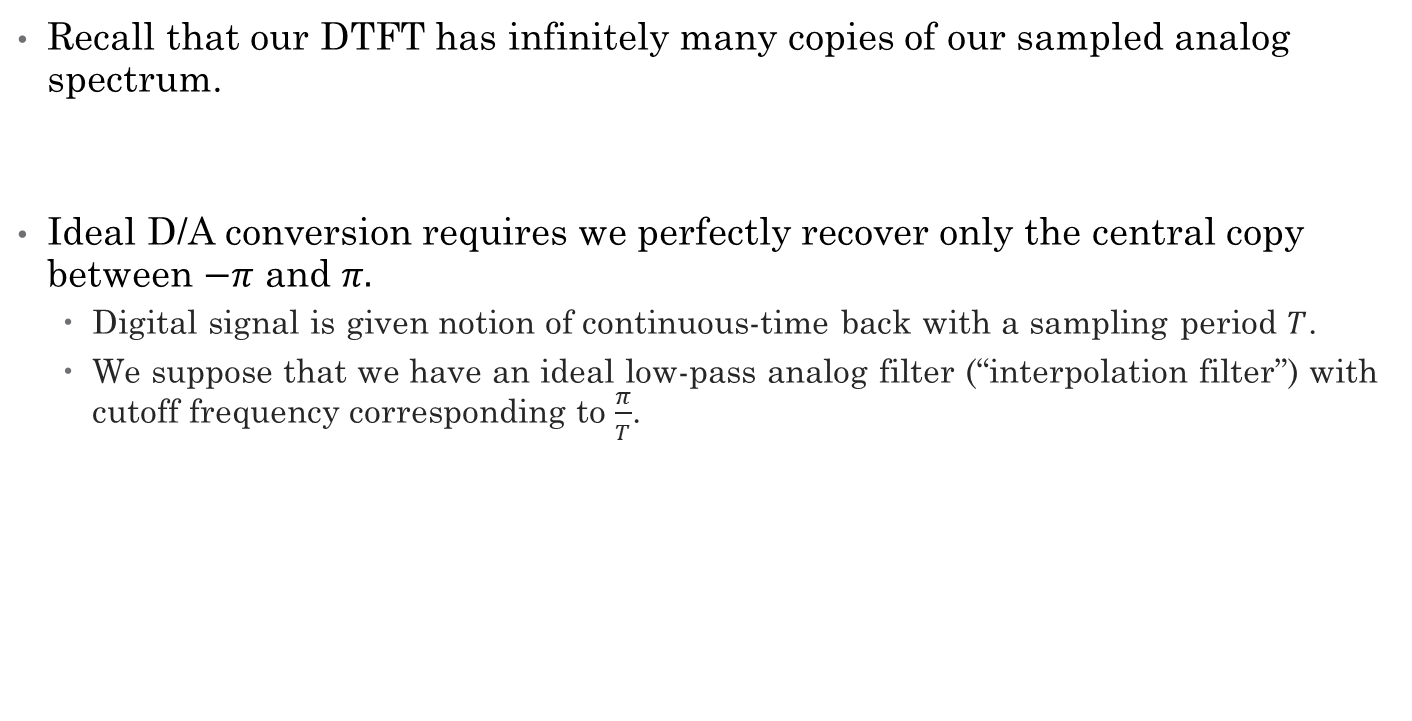 • Recall that our DTFT has infinitely many copies of our sampled analog
spectrum.
• Ideal D/A conversion requires we perfectly recover only the central copy
between −π and π.
• Digital signal is given notion of continuous-time back with a sampling period T.
• We suppose that we have an ideal low-pass analog filter (“interpolation filter”) with
cutoff frequency corresponding to π/T.